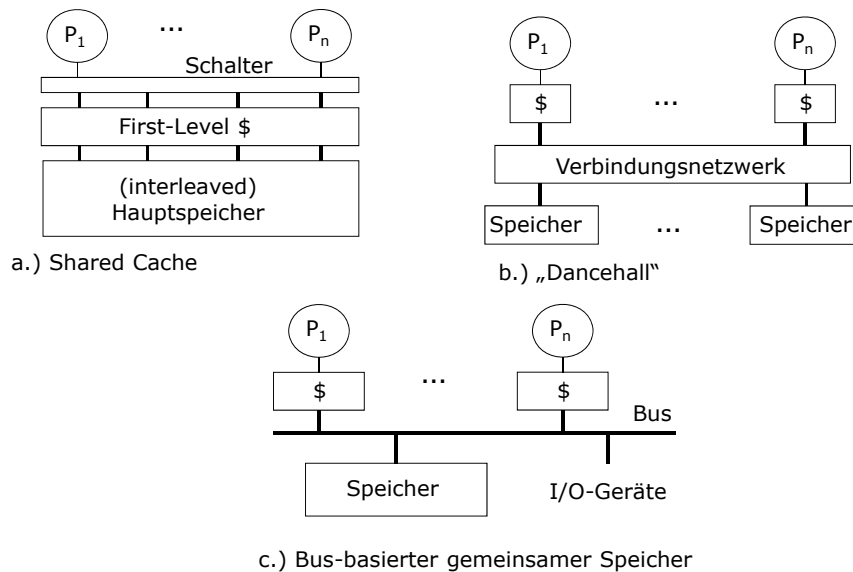 P1 ... Pn
Schalter
First-Level $
(interleaved)
Hauptspeicher
a.) Shared Cache
P1 Pn
$ ... $
Verbindungsnetzwerk
Speicher ... Speicher
b.) „Dancehall“
P1 Pn
$ ... $
Bus
Speicher I/O-Geräte
c.) Bus-basierter gemeinsamer Speicher